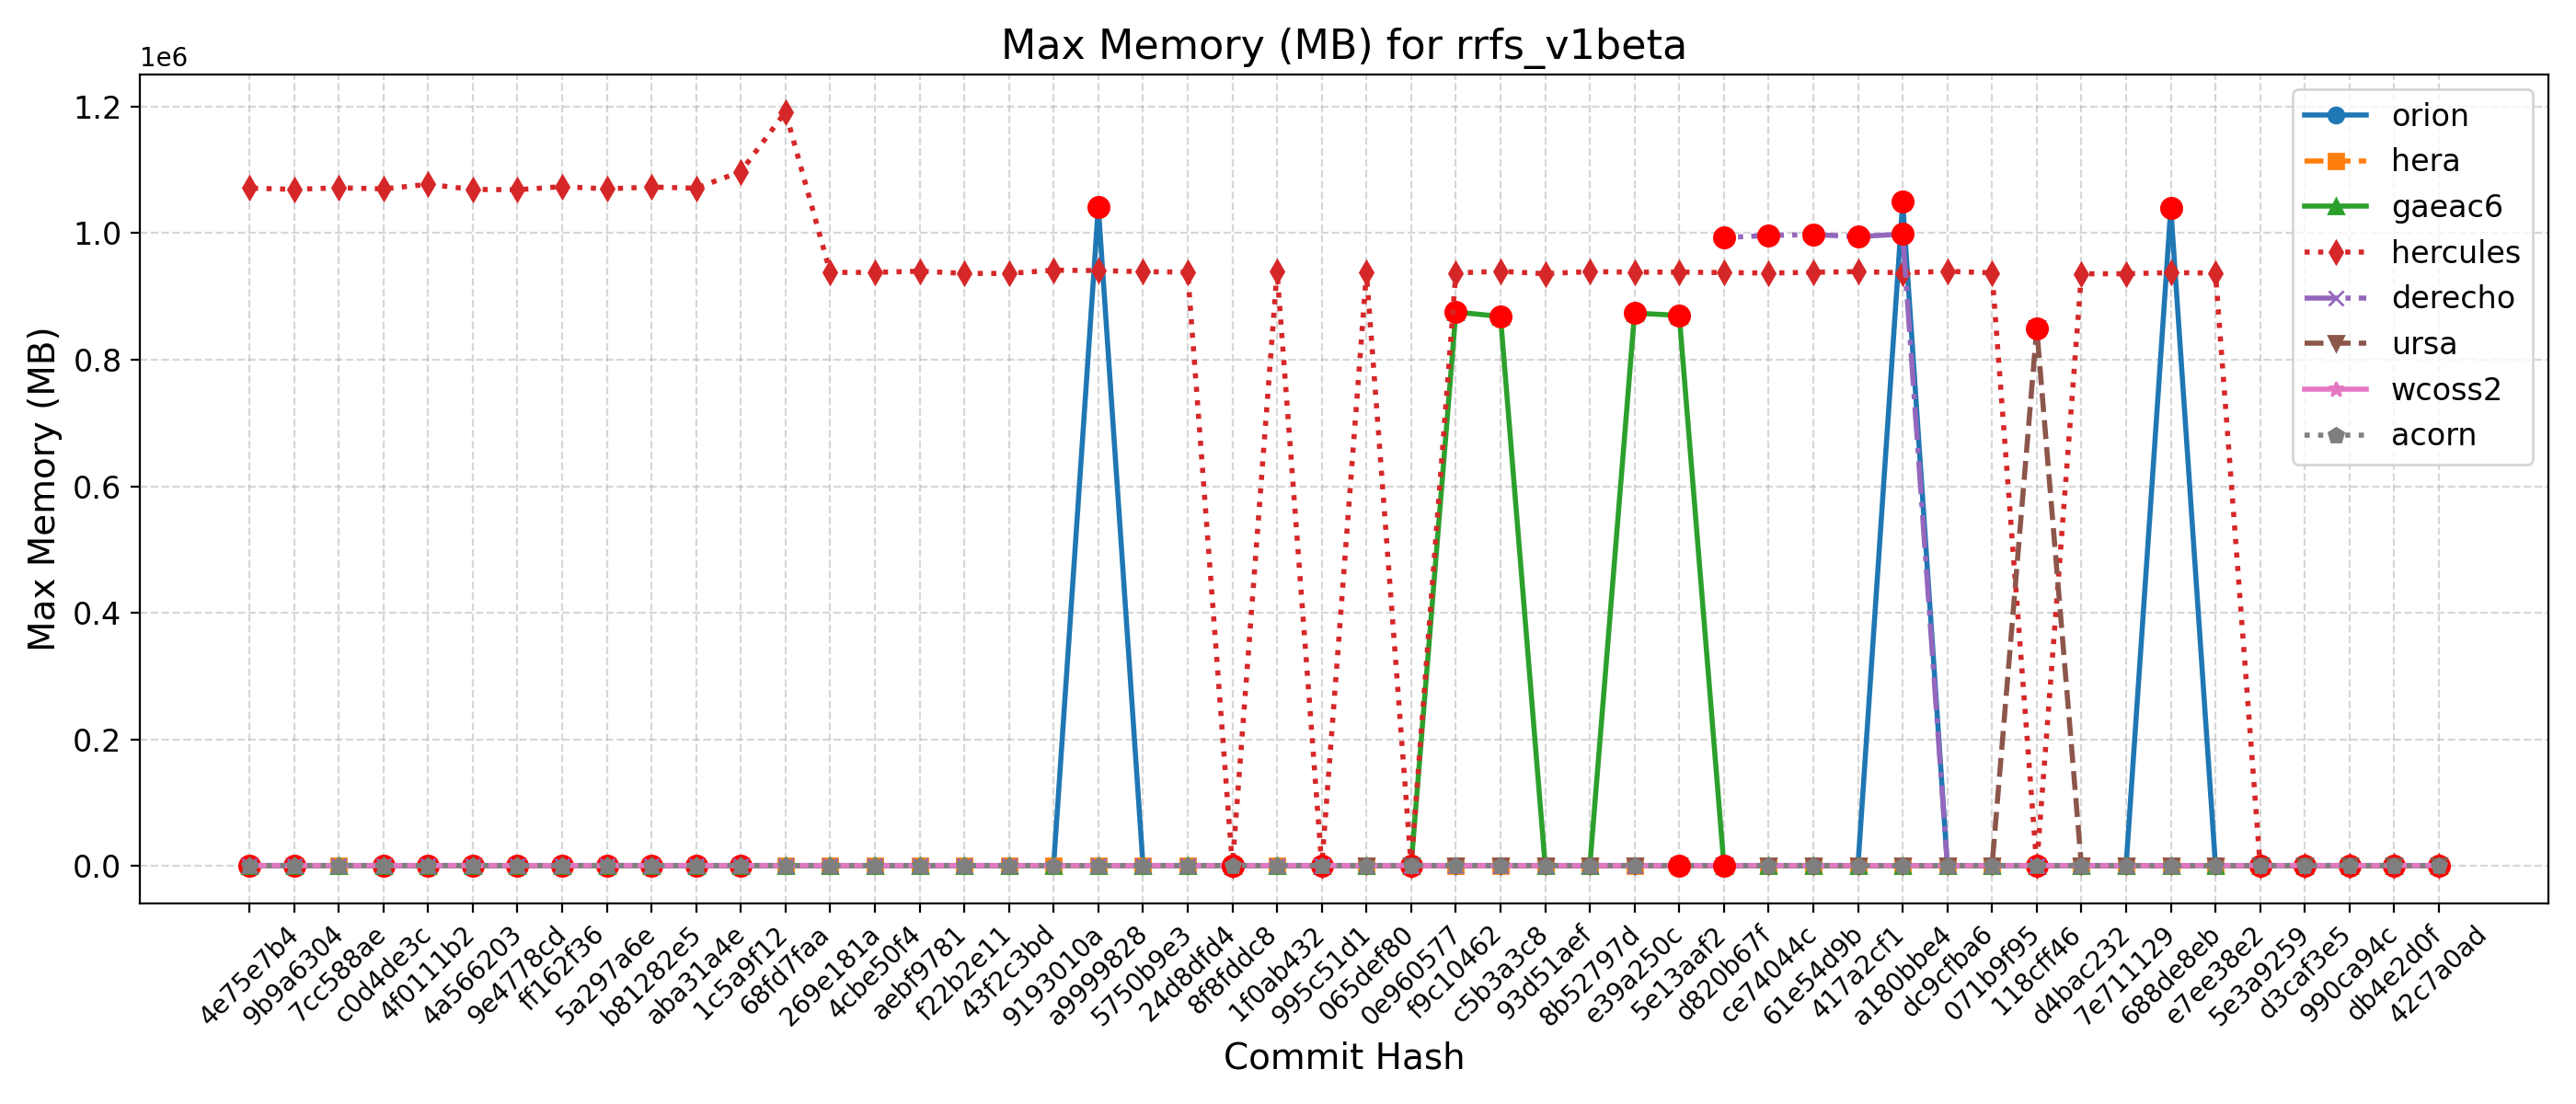 Max Memory (MB) for rrfs_v1beta
1e6
1.2
1.0
0.8
0.6
0.4
0.2
0.0
Max Memory (MB)
orion
hera
gaeac6
hercules
derecho
ursa
wcoss2
acorn
4e75e7b4
9b9a6304
7cc588ae
c0d4de3c
4f0111b2
4a566203
9e4778cd
ff162f36
5a297a6e
b81282e5
aba31a4e
1c5a9f12
68fd7faa
269e181a
4cbe50f4
aebf9781
f22b2e11
43f2c3bd
9193010a
a9999828
5750b9e3
24d8dfd4
8f8fddc8
1f0ab432
995c51d1
065def80
0e960577
f9c10462
c5b3a3c8
93d51aef
8b52797d
e39a250c
5e13aaf2
d820b67f
ce74044c
61e54d9b
417a2cf1
a180bbe4
dc9cfba6
071b9f95
118cff46
d4bac232
7e711129
688de8eb
e7ee38e2
5e3a9259
d3caf3e5
990ca94c
db4e2d0f
42c7a0ad
Commit Hash